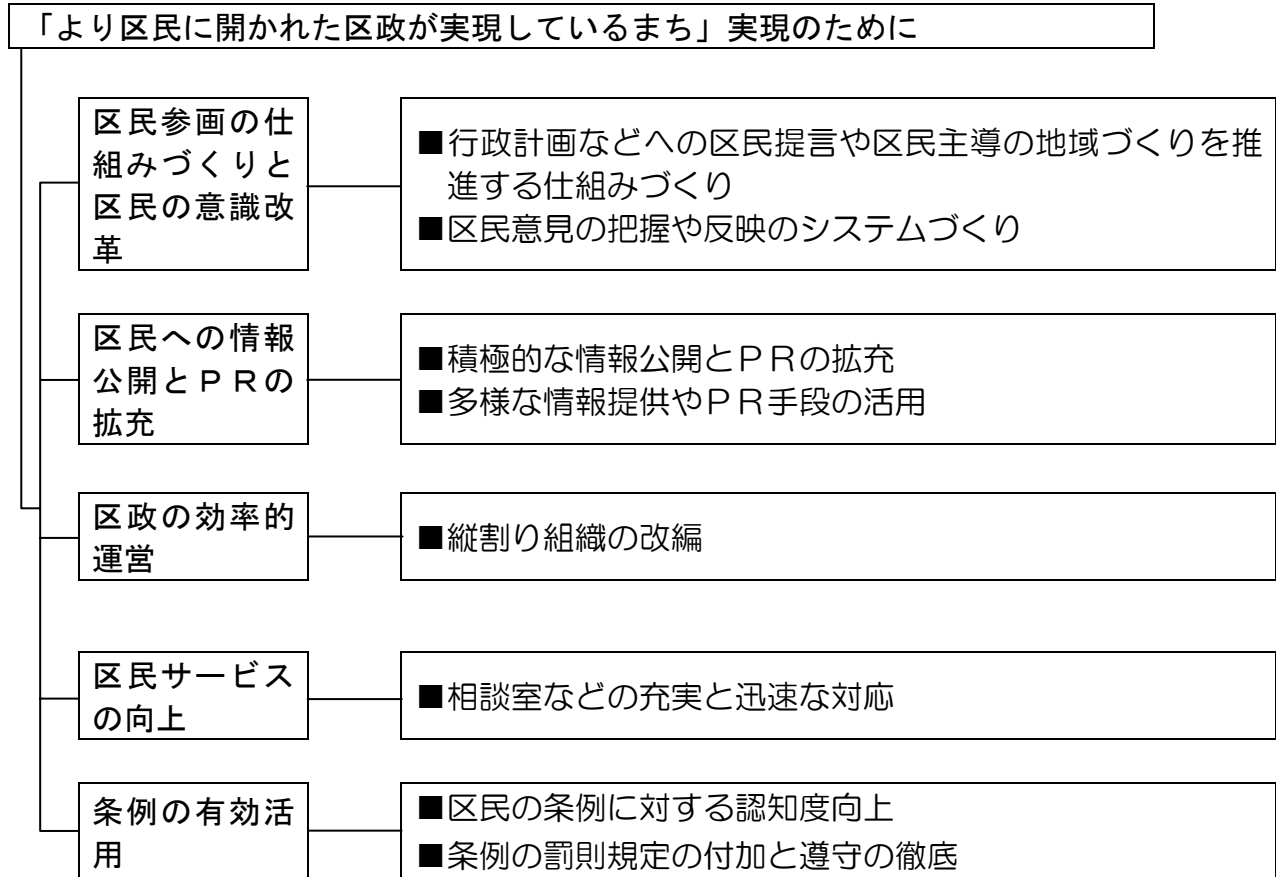 「より区民に開かれた区政が実現しているまち」実現のために
区民参画の仕
組みづくりと
区民の意識改
革
■行政計画などへの区民提言や区民主導の地域づくりを推
進する仕組みづくり
■区民意見の把握や反映のシステムづくり
区民への情報
公開とＰＲの
拡充
■積極的な情報公開とＰＲの拡充
■多様な情報提供やＰＲ手段の活用
区政の効率的
運営
■縦割り組織の改編
区民サービス
の向上
■相談室などの充実と迅速な対応
条例の有効活
用
■区民の条例に対する認知度向上
■条例の罰則規定の付加と遵守の徹底